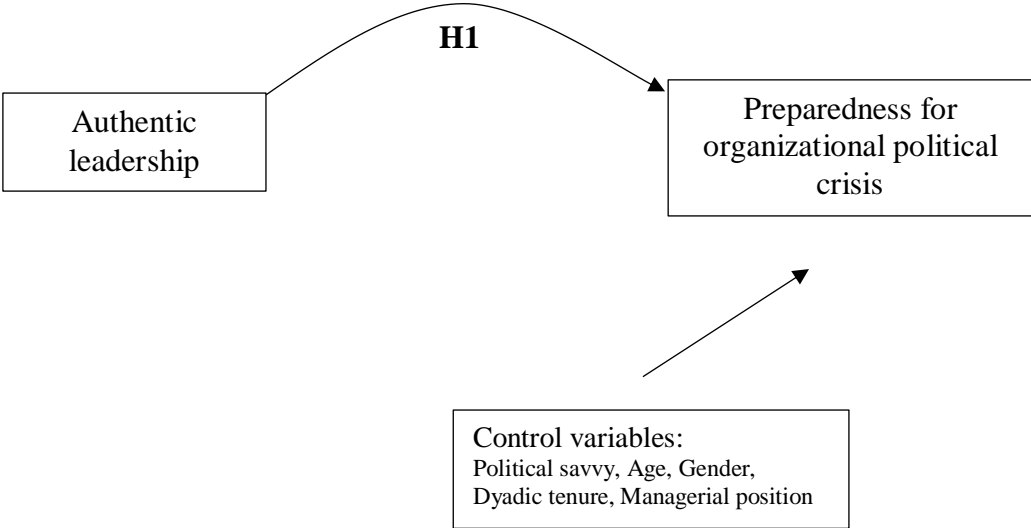 H1
Authentic
leadership
Preparedness for
organizational political
crisis
Control variables:
Political savvy, Age, Gender,
Dyadic tenure, Managerial position